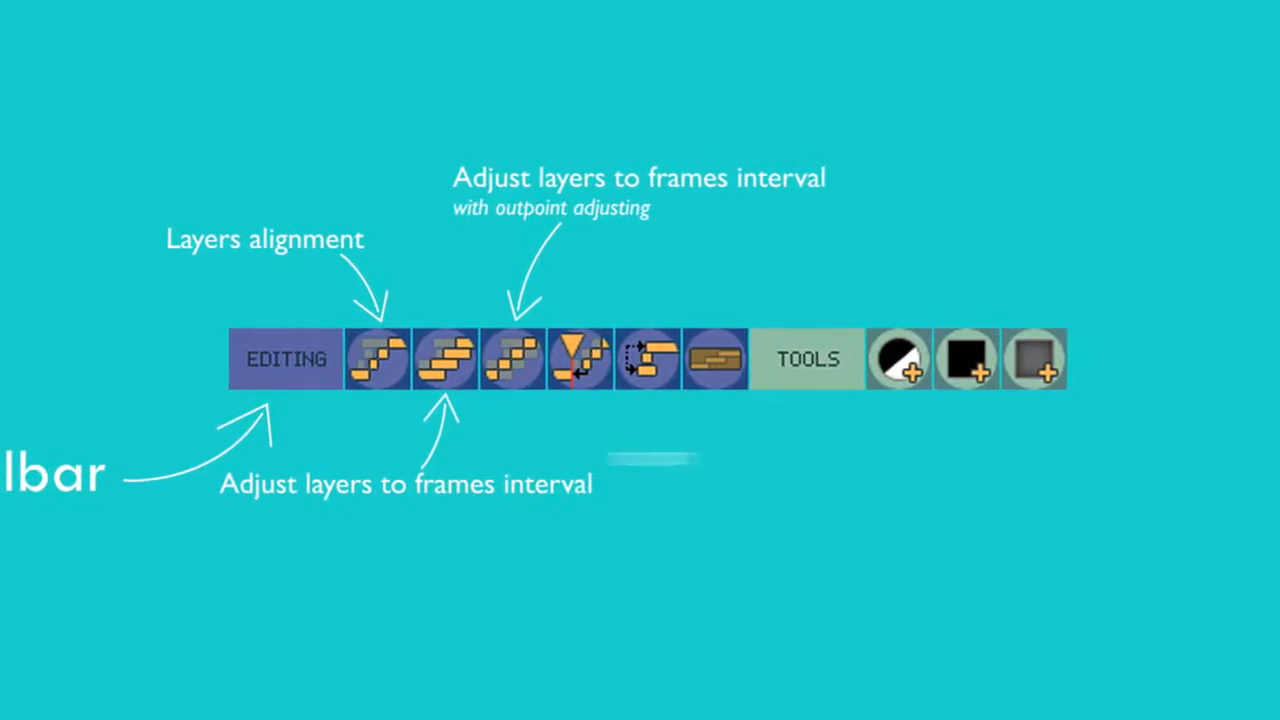 Adjust layers to frames interval
with outpoint adjusting
Layers alignment
EDITING
TOOLS
lbar
Adjust layers to frames interval